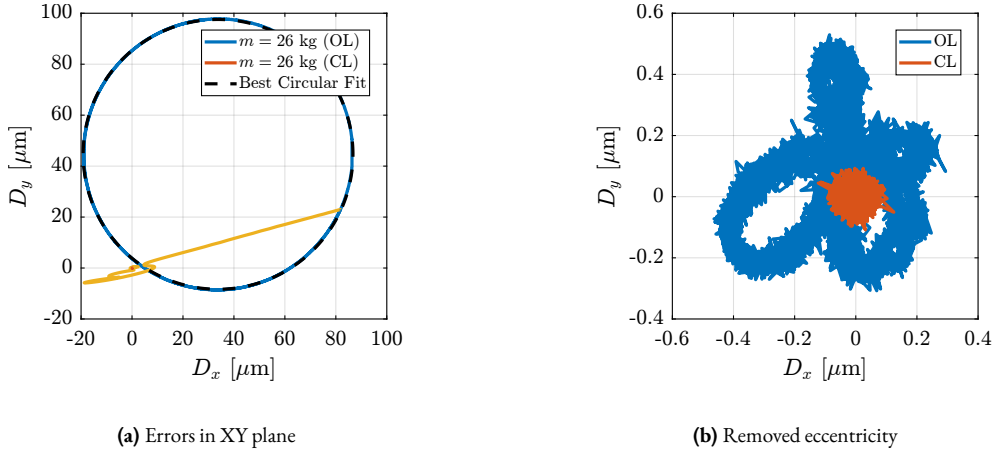 100
80
60
40
20
0
-20
-20
0
20
40
60
80
100
D_y [μm]
D_x [μm]
m = 26 kg (OL)
m = 26 kg (CL)
Best Circular Fit
(a) Errors in XY plane
0.6
0.4
0.2
0
-0.2
-0.4
-0.6
-0.4
-0.2
0
0.2
0.4
D_y [μm]
D_x [μm]
OL
CL
(b) Removed eccentricity